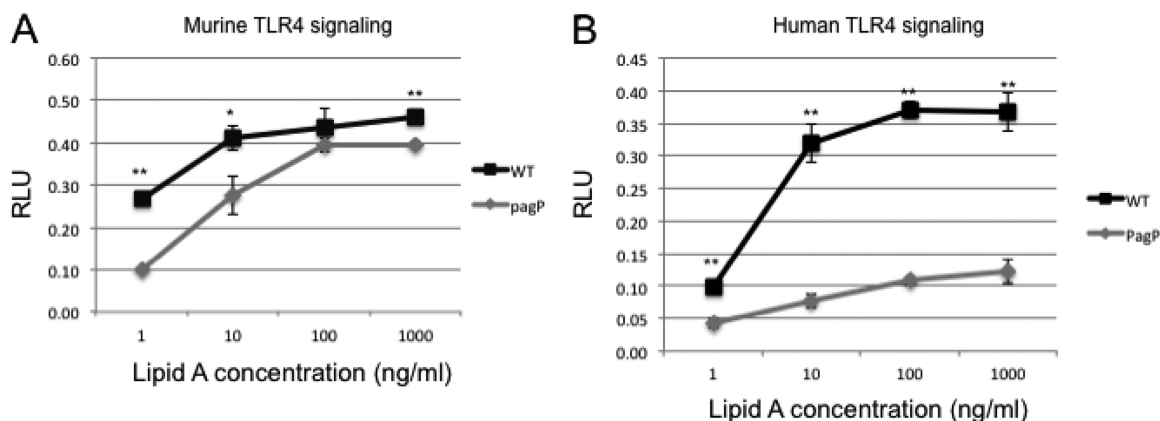 A
Murine TLR4 signaling
0.60
0.50
0.40
0.30
0.20
0.10
0.00
RLU
**
*
**
WT
pagP
1
10
100
1000
Lipid A concentration (ng/ml)
B
Human TLR4 signaling
0.45
0.40
0.35
0.30
0.25
0.20
0.15
0.10
0.05
0.00
RLU
**
**
**
**
WT
PagP
1
10
100
1000
Lipid A concentration (ng/ml)